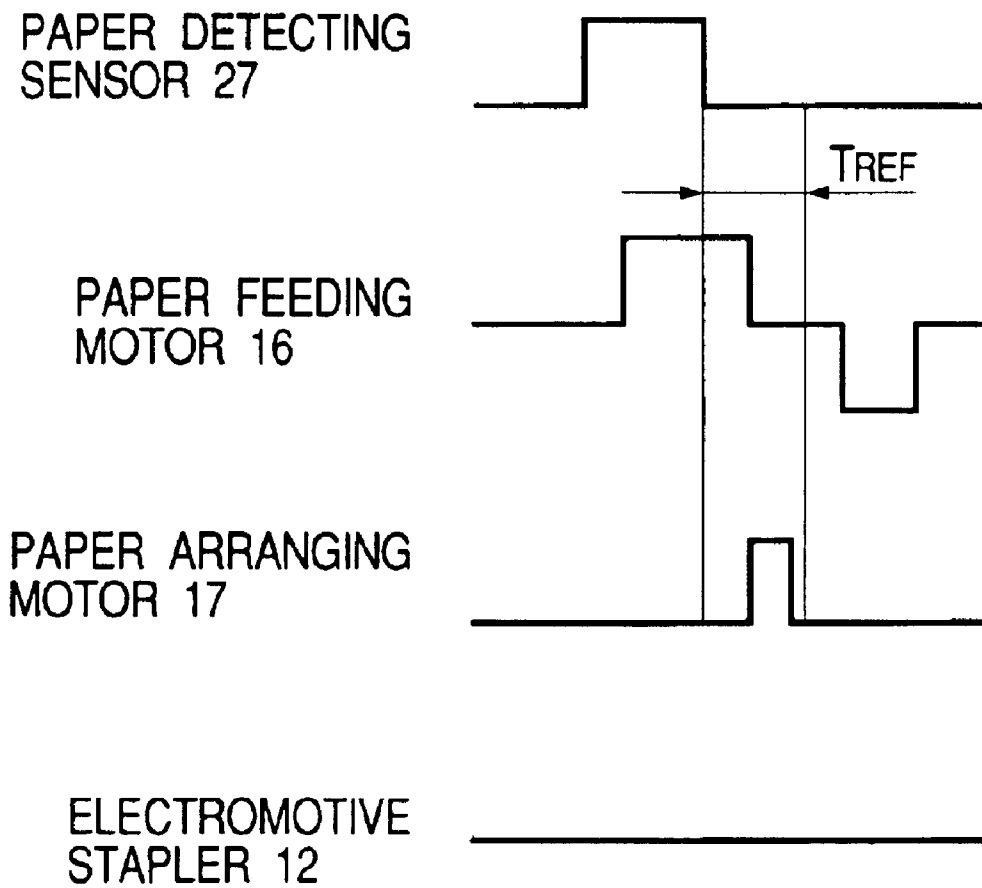 PAPER DETECTING
SENSOR 27
TREF
PAPER FEEDING
MOTOR 16
PAPER ARRANGING
MOTOR 17
ELECTROMOTIVE
STAPLER 12